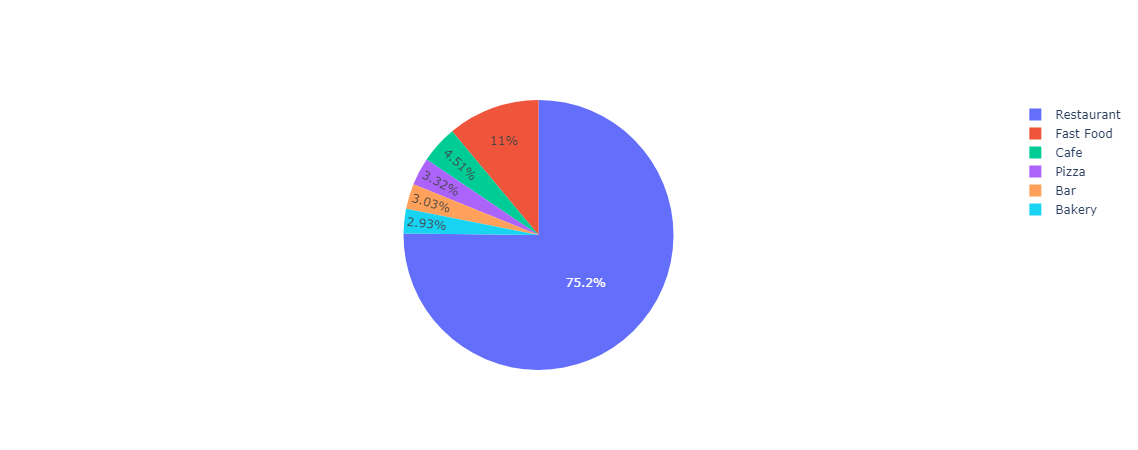 11%
4.51%
3.32%
3.03%
2.93%
75.2%
Restaurant
Fast Food
Cafe
Pizza
Bar
Bakery